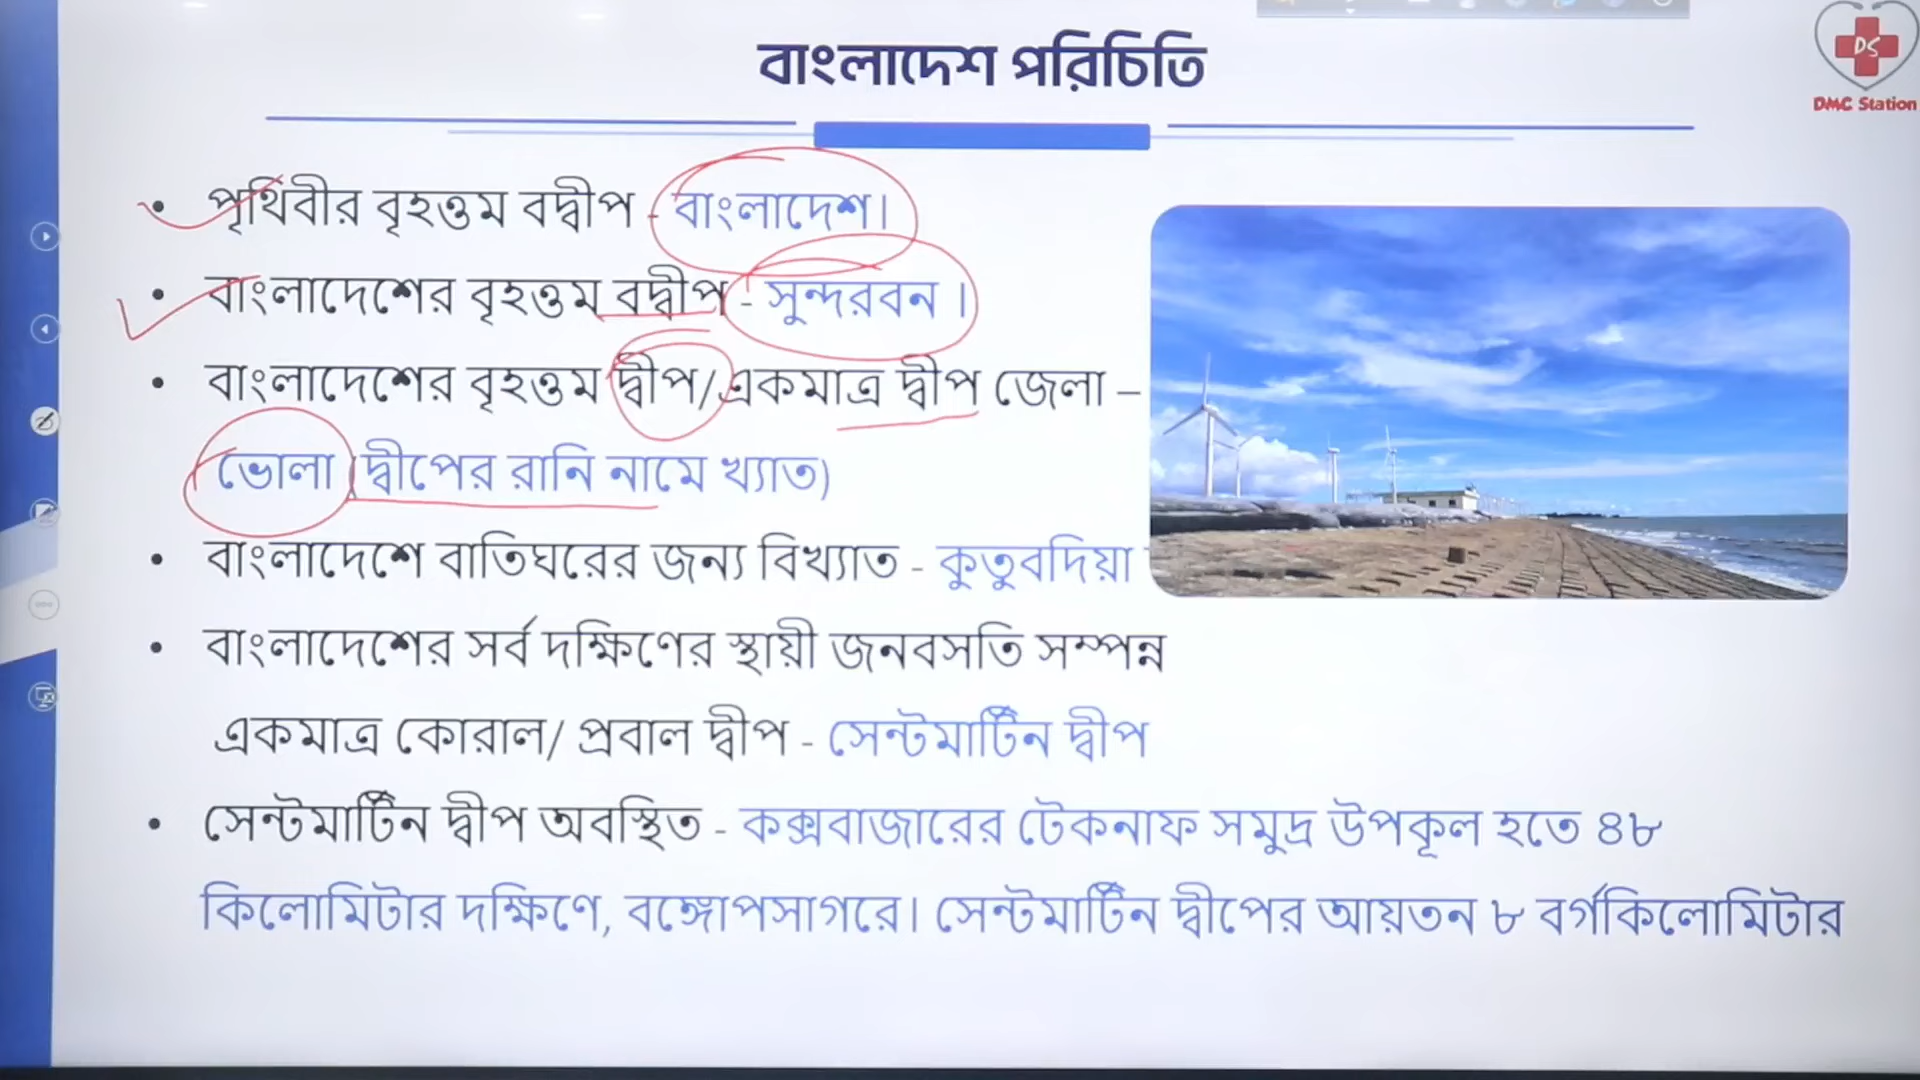 বাংলাদেশ পরিচিতি
DS
DMC Station
• পৃথিবীর বৃহত্তম বদ্বীপ - বাংলাদেশ।
• বাংলাদেশের বৃহত্তম বদ্বীপ - সুন্দরবন ।
• বাংলাদেশের বৃহত্তম দ্বীপ/একমাত্র দ্বীপ জেলা –
ভোলা (দ্বীপের রানি নামে খ্যাত)
• বাংলাদেশে বাতিঘরের জন্য বিখ্যাত - কুতুবদিয়া
• বাংলাদেশের সর্ব দক্ষিণের স্থায়ী জনবসতি সম্পন্ন
একমাত্র কোরাল/ প্রবাল দ্বীপ - সেন্টমার্টিন দ্বীপ
• সেন্টমার্টিন দ্বীপ অবস্থিত - কক্সবাজারের টেকনাফ সমুদ্র উপকূল হতে ৪৮
কিলোমিটার দক্ষিণে, বঙ্গোপসাগরে। সেন্টমার্টিন দ্বীপের আয়তন ৮ বর্গকিলোমিটার